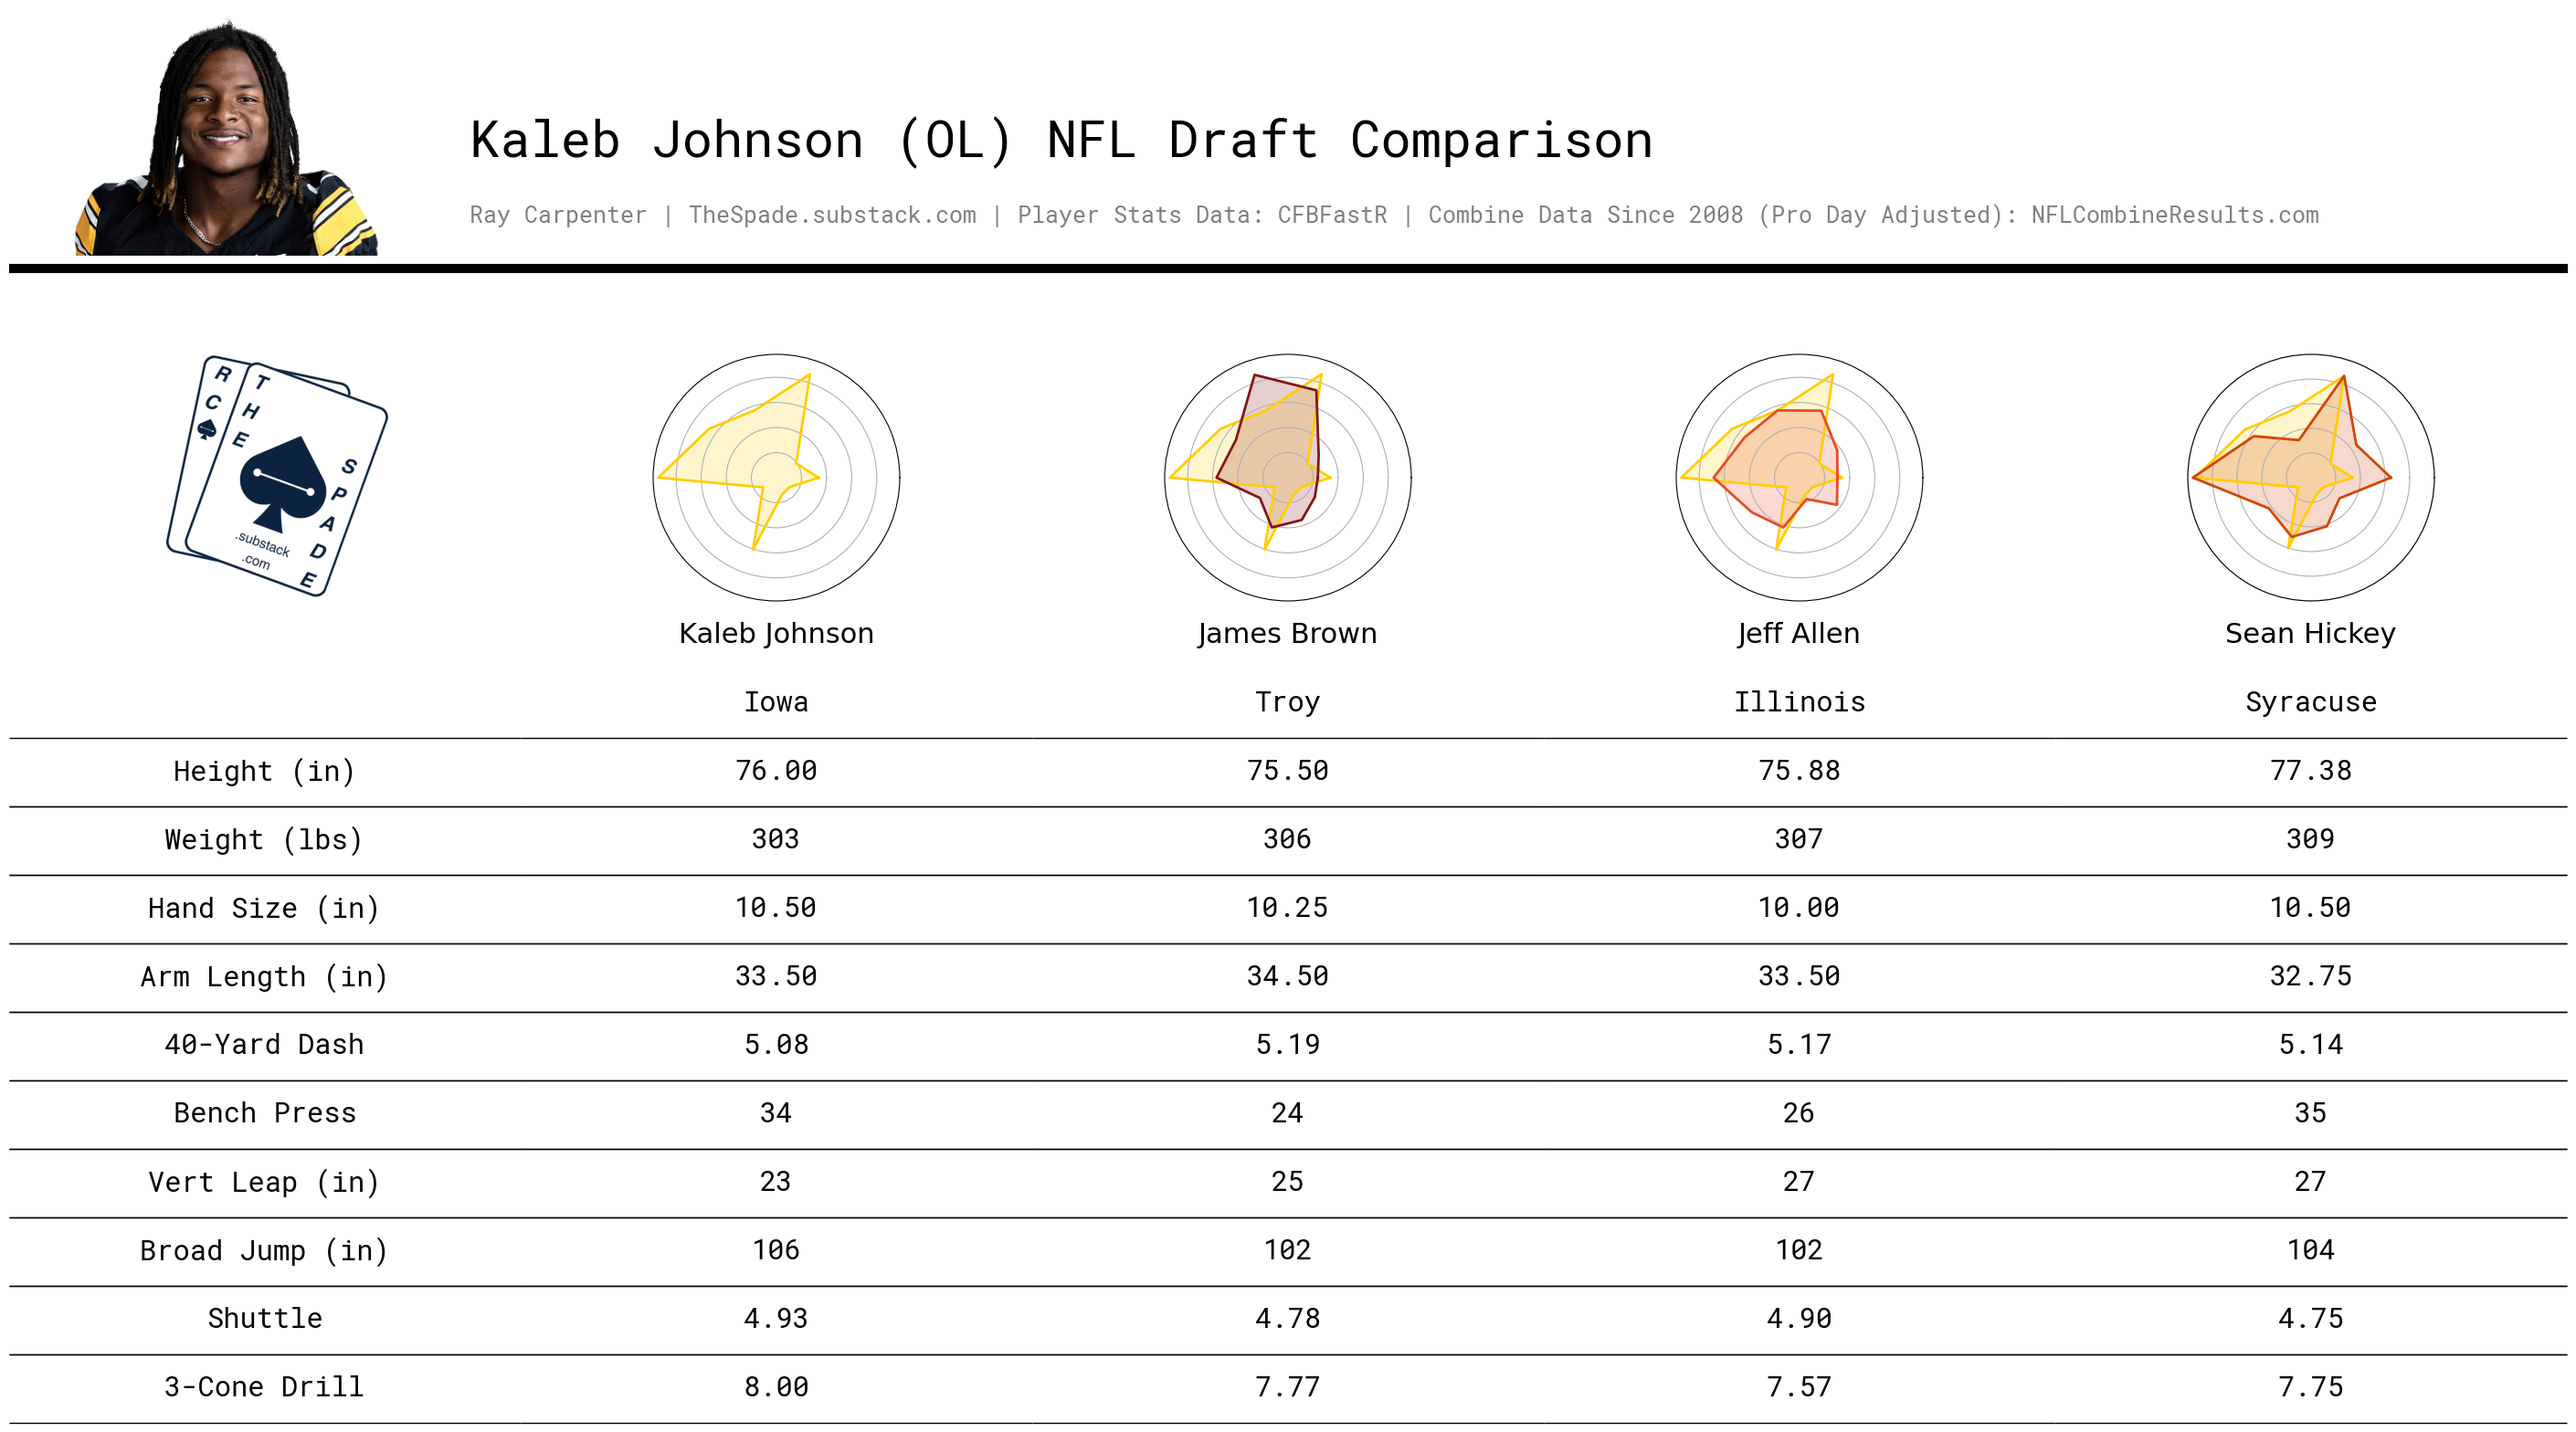 Kaleb Johnson (OL) NFL Draft Comparison
Ray Carpenter | TheSpade.substack.com | Player Stats Data: CFBFastR | Combine Data Since 2008 (Pro Day Adjusted): NFLCombineResults.com
R C
THE
SPADE
.substack
.com
Kaleb Johnson James Brown Jeff Allen Sean Hickey
Iowa Troy Illinois Syracuse
Height (in) 76.00 75.50 75.88 77.38
Weight (lbs) 303 306 307 309
Hand Size (in) 10.50 10.25 10.00 10.50
Arm Length (in) 33.50 34.50 33.50 32.75
40-Yard Dash 5.08 5.19 5.17 5.14
Bench Press 34 24 26 35
Vert Leap (in) 23 25 27 27
Broad Jump (in) 106 102 102 104
Shuttle 4.93 4.78 4.90 4.75
3-Cone Drill 8.00 7.77 7.57 7.75